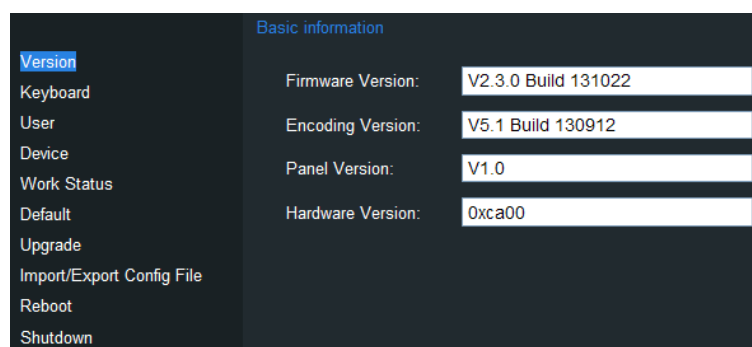 Basic information
Version
Keyboard
User
Device
Work Status
Default
Upgrade
Import/Export Config File
Reboot
Shutdown
Firmware Version: V2.3.0 Build 131022
Encoding Version: V5.1 Build 130912
Panel Version: V1.0
Hardware Version: 0xca00